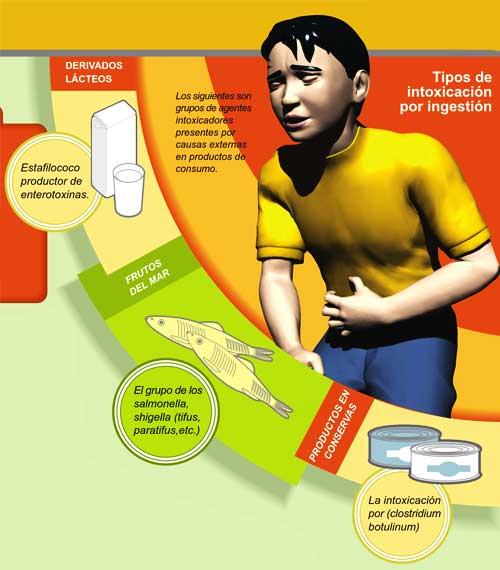 Tipos de
intoxicación
por ingestión
Los siguientes son
grupos de agentes
intoxicadores
presentes por
causas externas
en productos de
consumo.
DERIVADOS
LÁCTEOS
Estafilococo
productor de
enterotoxinas.
FRUTOS
DEL MAR
El grupo de los
salmonella,
shigella (tifus,
paratifus,etc.)
PRODUCTOS EN
CONSERVAS
La intoxicación
por (clostridium
botulinum)